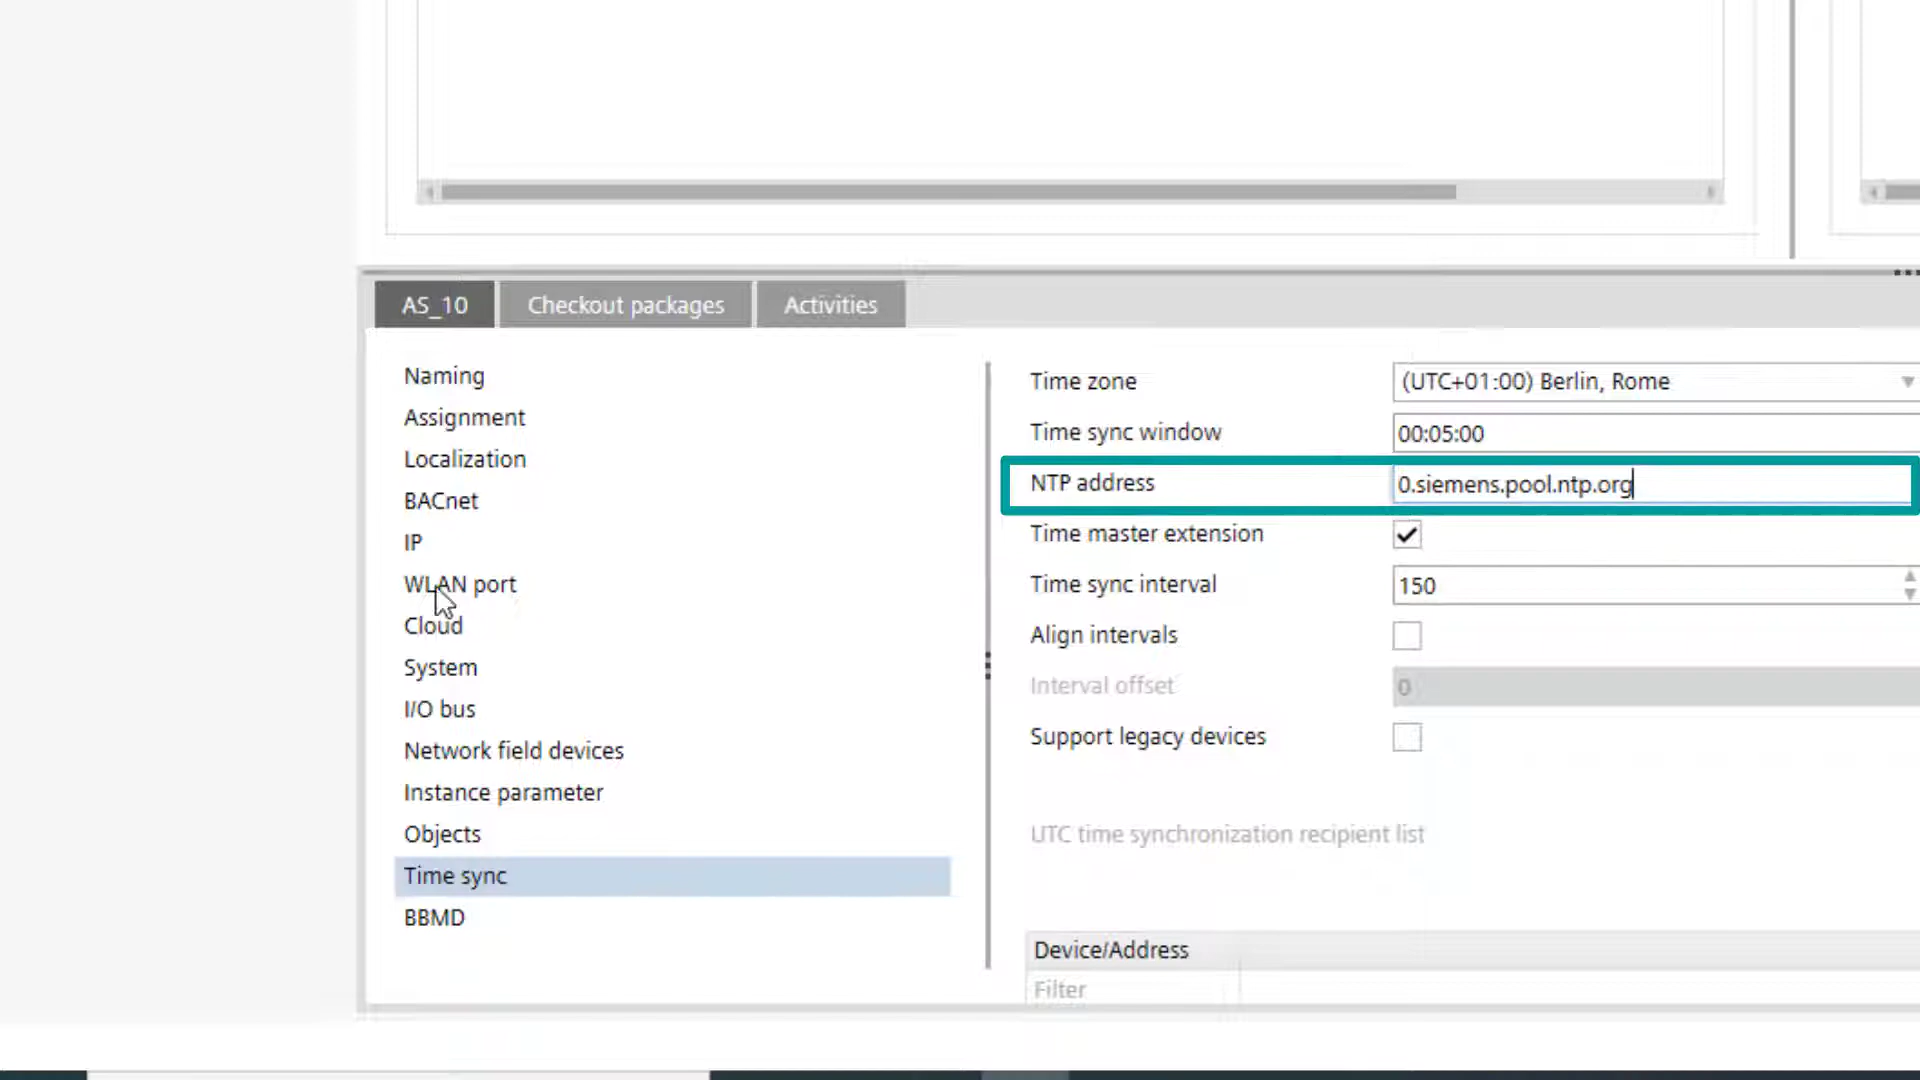 AS_10 Checkout packages Activities
Naming
Assignment
Localization
BACnet
IP
WLAN port
Cloud
System
I/O bus
Network field devices
Instance parameter
Objects
Time sync
BBMD
Time zone (UTC+01:00) Berlin, Rome
Time sync window 00:05:00
NTP address 0.siemens.pool.ntp.org
Time master extension
Time sync interval 150
Align intervals
Interval offset 0
Support legacy devices
UTC time synchronization recipient list
Device/Address
Filter